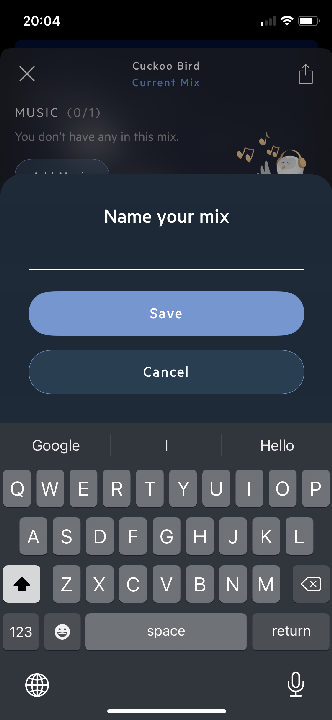 20:04
Cuckoo Bird
Current Mix
MUSIC (0/1)
You don't have any in this mix.
Name your mix
Save
Cancel
Google I Hello
Q W E R T Y U I O P
A S D F G H J K L
Z X C V B N M
123 space return